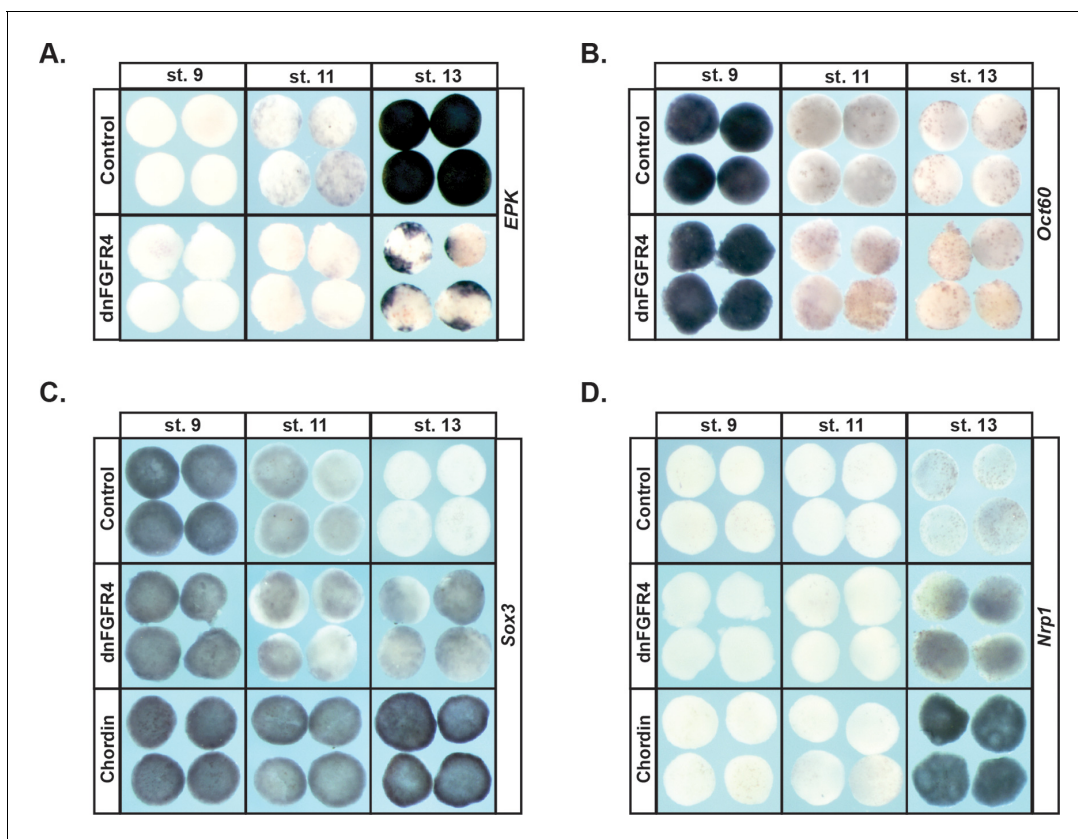 A.
st. 9 st. 11 st. 13
Control
dnFGFR4
EPK
B.
st. 9 st. 11 st. 13
Control
dnFGFR4
Oct60
C.
st. 9 st. 11 st. 13
Control
dnFGFR4
Chordin
Sox3
D.
st. 9 st. 11 st. 13
Control
dnFGFR4
Chordin
Nrp1